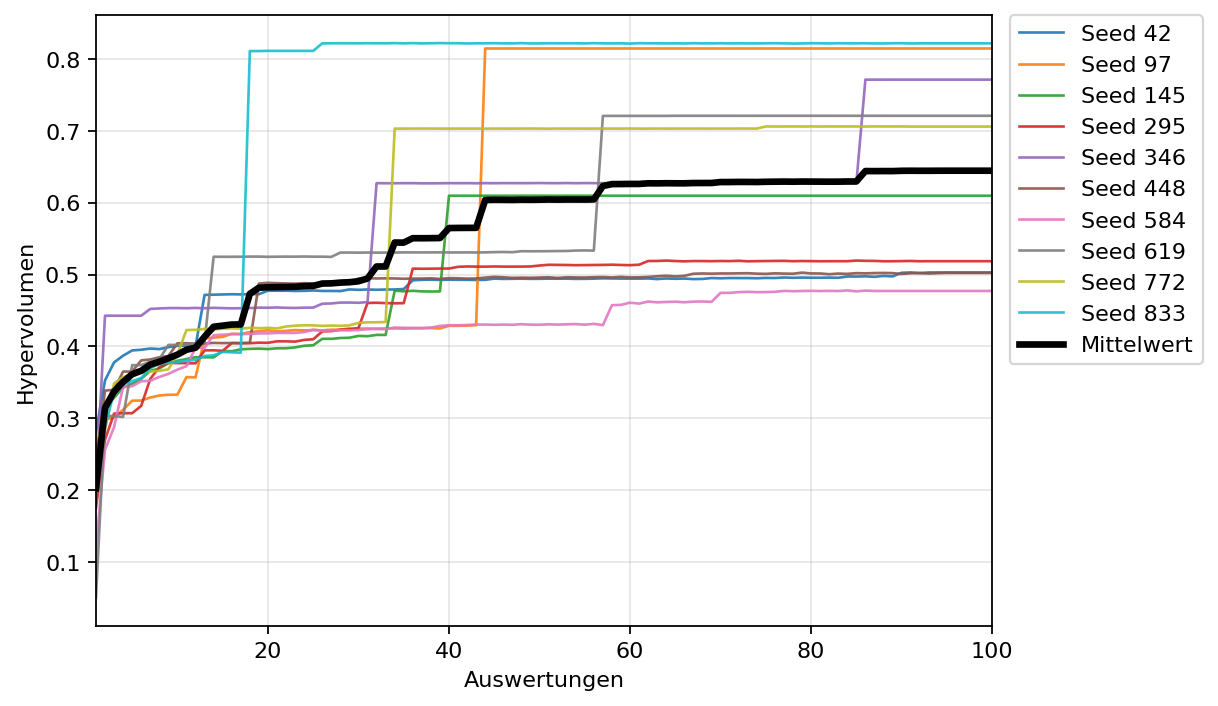 0.8
0.7
0.6
0.5
0.4
0.3
0.2
0.1
Hypervolumen
20
40
60
80
100
Auswertungen
Seed 42
Seed 97
Seed 145
Seed 295
Seed 346
Seed 448
Seed 584
Seed 619
Seed 772
Seed 833
Mittelwert